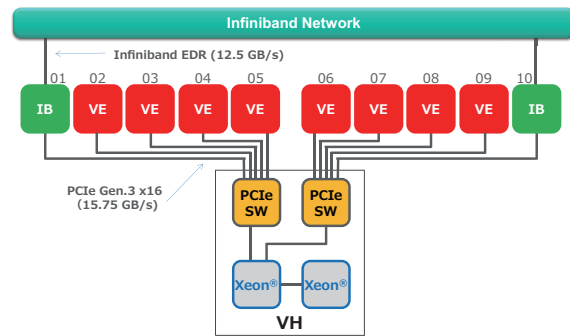 Infiniband Network
Infiniband EDR (12.5 GB/s)
01 02 03 04 05 06 07 08 09 10
IB VE VE VE VE VE VE VE VE IB
PCIe Gen.3 x16
(15.75 GB/s)
PCIe
SW
PCIe
SW
Xeon® Xeon®
VH